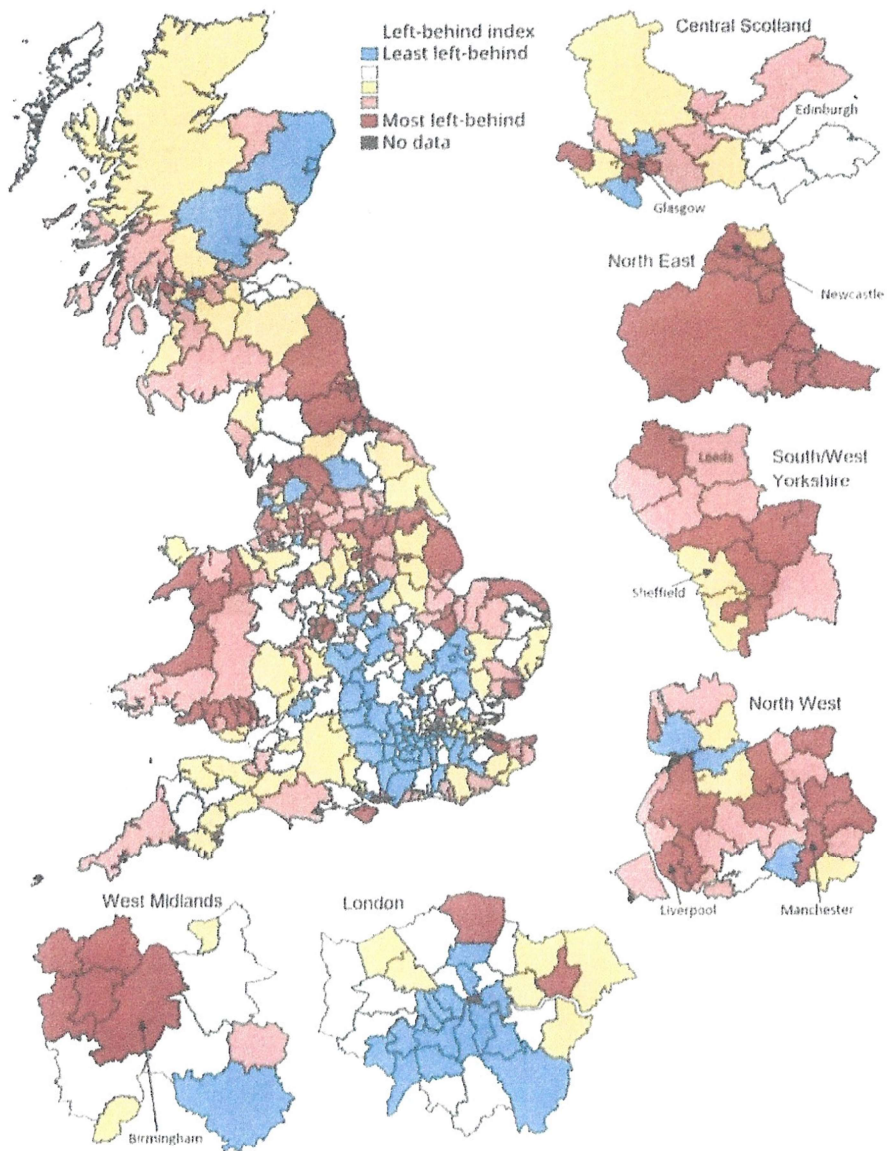 Left-behind index
Least left-behind
Most left-behind
No data
Central Scotland
Edinburgh
Glasgow
North East
Newcastle
Leeds
South/West
Yorkshire
Sheffield
North West
Liverpool
Manchester
West Midlands
Birmingham
London